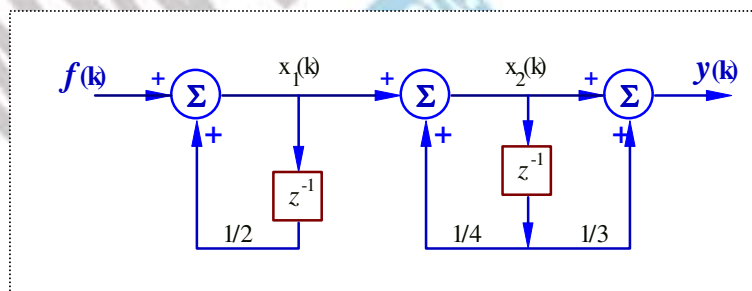 f(k) + Σ x₁(k) + Σ x₂(k) + Σ y(k)
+ + +
z⁻¹ z⁻¹
1/2 1/4 1/3